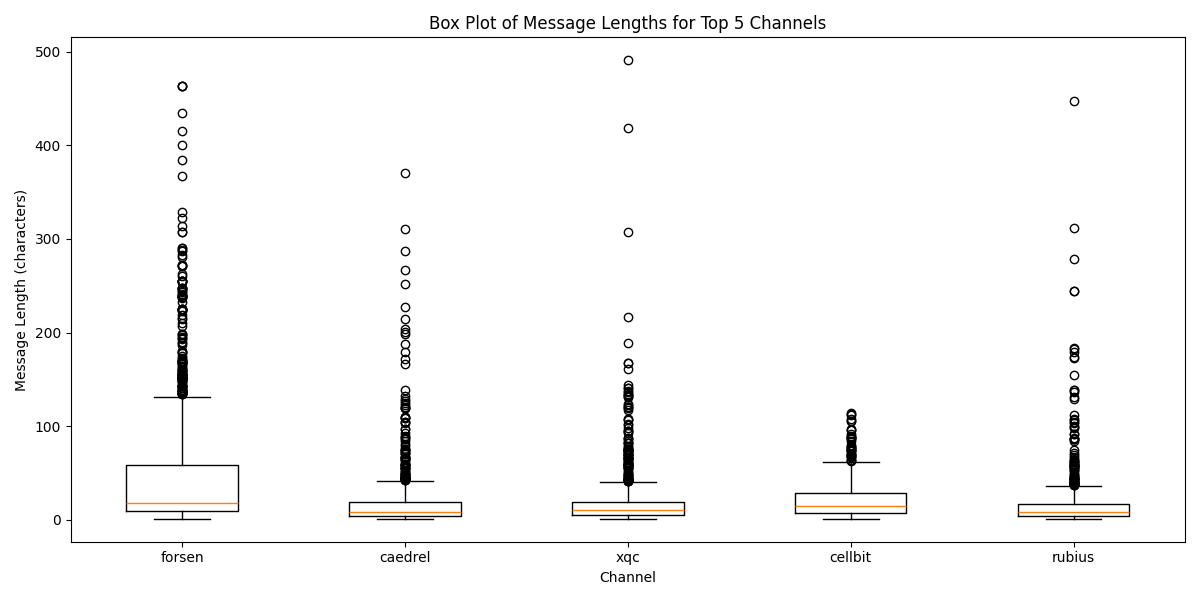 Box Plot of Message Lengths for Top 5 Channels
Message Length (characters)
500
400
300
200
100
0
forsen
caedrel
xqc
cellbit
rubius
Channel